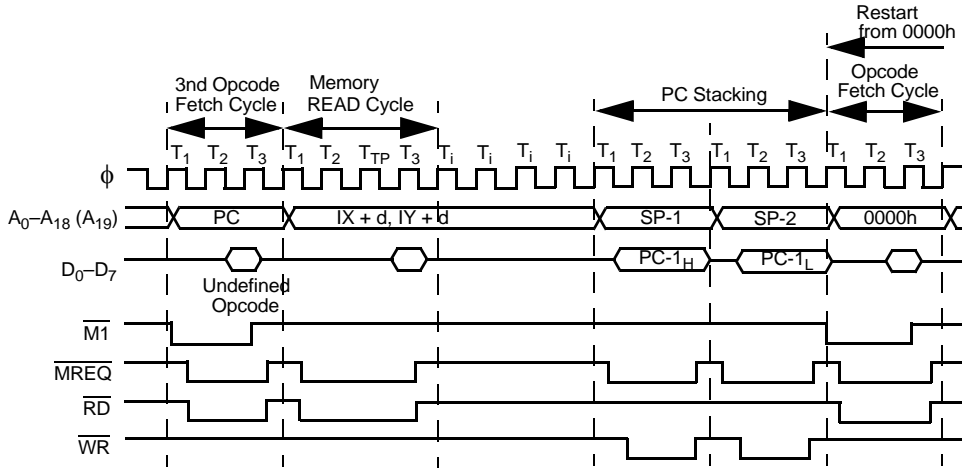 Restart
from 0000h
3nd Opcode
Fetch Cycle
Memory
READ Cycle
PC Stacking
Opcode
Fetch Cycle
T1 T2 T3 T1 T2 TTP T3 Ti Ti Ti Ti T1 T2 T3 T1 T2 T3 T1 T2 T3
ϕ
A0–A18 (A19) PC IX + d, IY + d SP-1 SP-2 0000h
D0–D7 PC-1H PC-1L
Undefined
Opcode
M1
MREQ
RD
WR